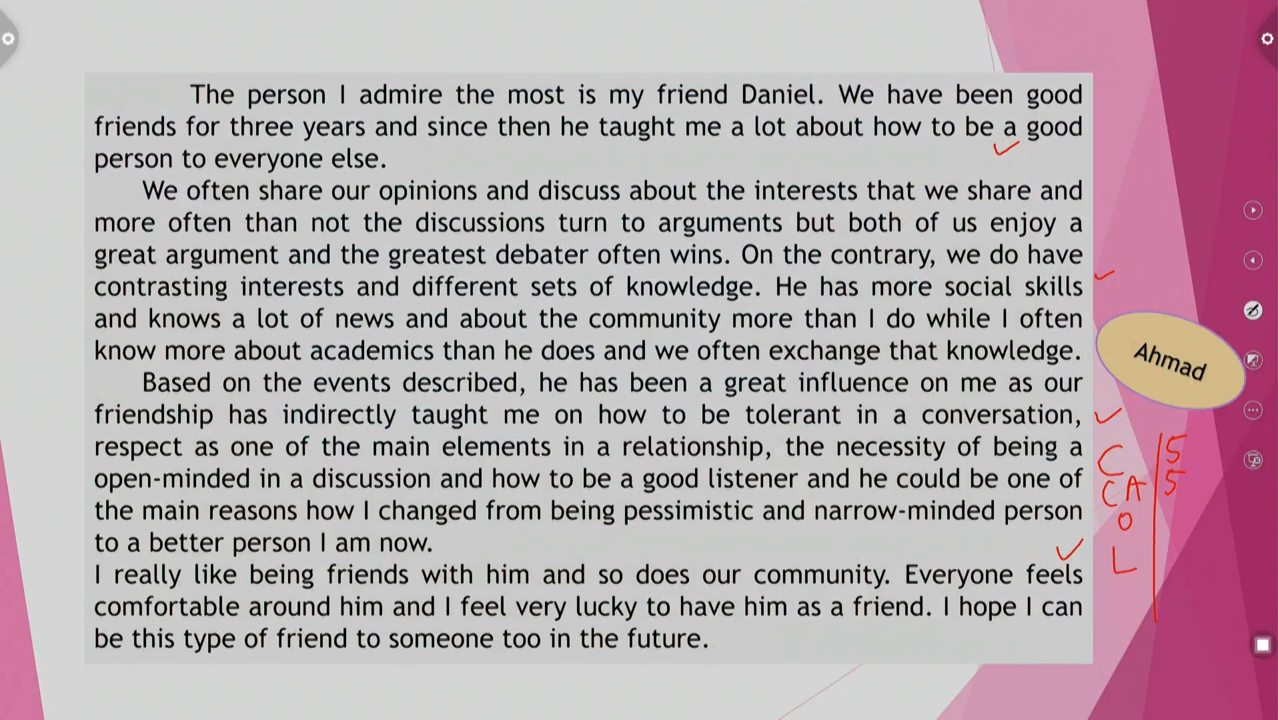 The person I admire the most is my friend Daniel. We have been good
friends for three years and since then he taught me a lot about how to be a good
person to everyone else.
We often share our opinions and discuss about the interests that we share and
more often than not the discussions turn to arguments but both of us enjoy a
great argument and the greatest debater often wins. On the contrary, we do have
contrasting interests and different sets of knowledge. He has more social skills
and knows a lot of news and about the community more than I do while I often
know more about academics than he does and we often exchange that knowledge.
Based on the events described, he has been a great influence on me as our
friendship has indirectly taught me on how to be tolerant in a conversation,
respect as one of the main elements in a relationship, the necessity of being a
open-minded in a discussion and how to be a good listener and he could be one of
the main reasons how I changed from being pessimistic and narrow-minded person
to a better person I am now.
I really like being friends with him and so does our community. Everyone feels
comfortable around him and I feel very lucky to have him as a friend. I hope I can
be this type of friend to someone too in the future.
Ahmad
C 5
CA 5
O
L